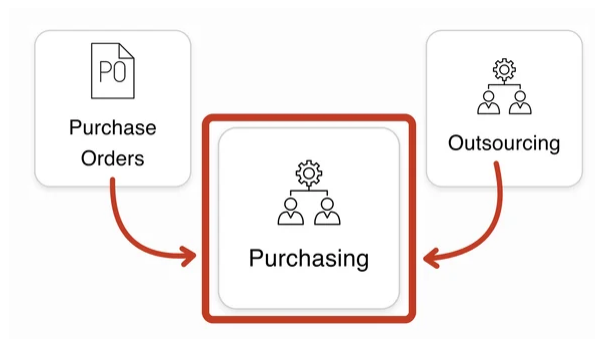 PO
Purchase
Orders
Outsourcing
Purchasing